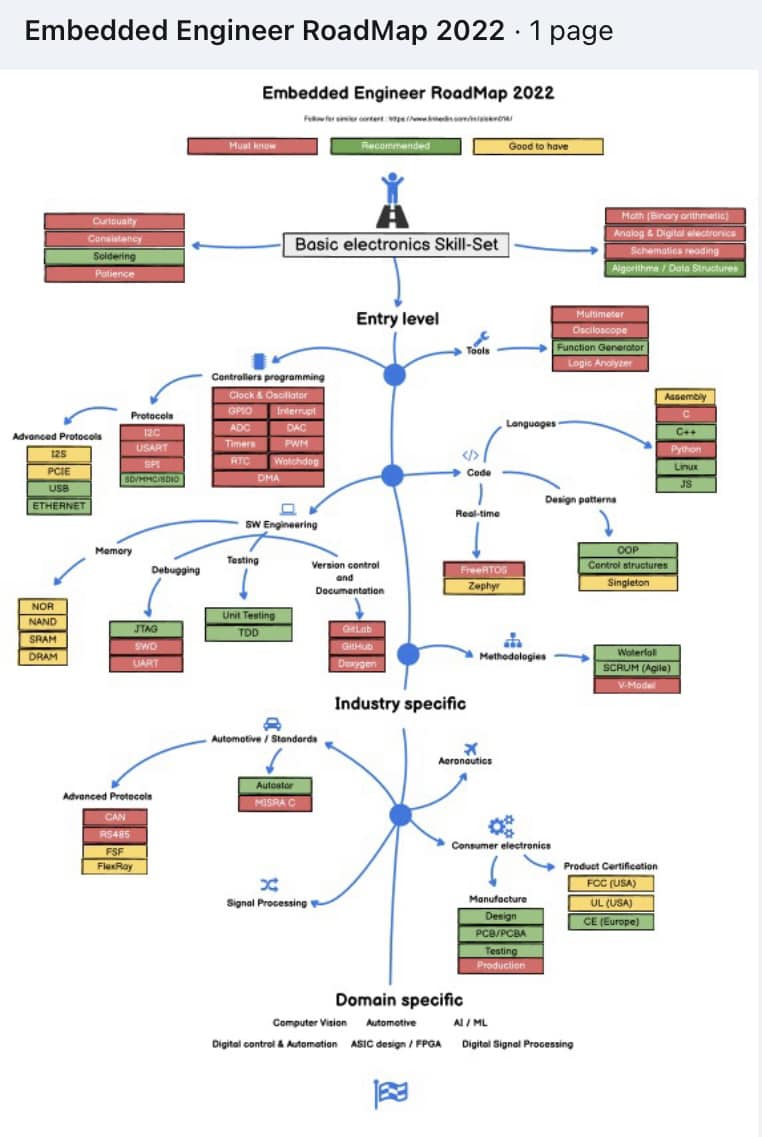 Embedded Engineer RoadMap 2022 · 1 page
Embedded Engineer RoadMap 2022
Follow for similar content :
Must know
Recommended
Good to have
Basic electronics Skill-Set
Curiousity
Consistency
Soldering
Patience
Math (Binary arithmetic)
Analog & Digital electronics
Schematics reading
Algorithms / Data Structures
Entry level
Tools
Multimeter
Osciloscope
Function Generator
Logic Analyzer
Controllers programming
Clock & Oscillator
GPIO Interrupt
ADC DAC
Timers PWM
RTC Watchdog
DMA
Protocols
I2C
USART
SPI
SD/MMC/SDIO
Advanced Protocols
I2S
PCIE
USB
ETHERNET
Code
Languages
Assembly
C
C++
Python
Linux
JS
Design patterns
OOP
Control structures
Singleton
Real-time
FreeRTOS
Zephyr
SW Engineering
Memory
NOR
NAND
SRAM
DRAM
Debugging
JTAG
SWD
UART
Testing
Unit Testing
TDD
Version control
and
Documentation
GitLab
GitHub
Doxygen
Methodologies
Waterfall
SCRUM (Agile)
V-Model
Industry specific
Automotive / Standards
Autostar
MISRA C
Advanced Protocols
CAN
RS485
FSF
FlexRay
Aeronautics
Consumer electronics
Product Certification
FCC (USA)
UL (USA)
CE (Europe)
Manufacture
Design
PCB/PCBA
Testing
Production
Signal Processing
Domain specific
Computer Vision Automotive AI / ML
Digital control & Automation ASIC design / FPGA Digital Signal Processing